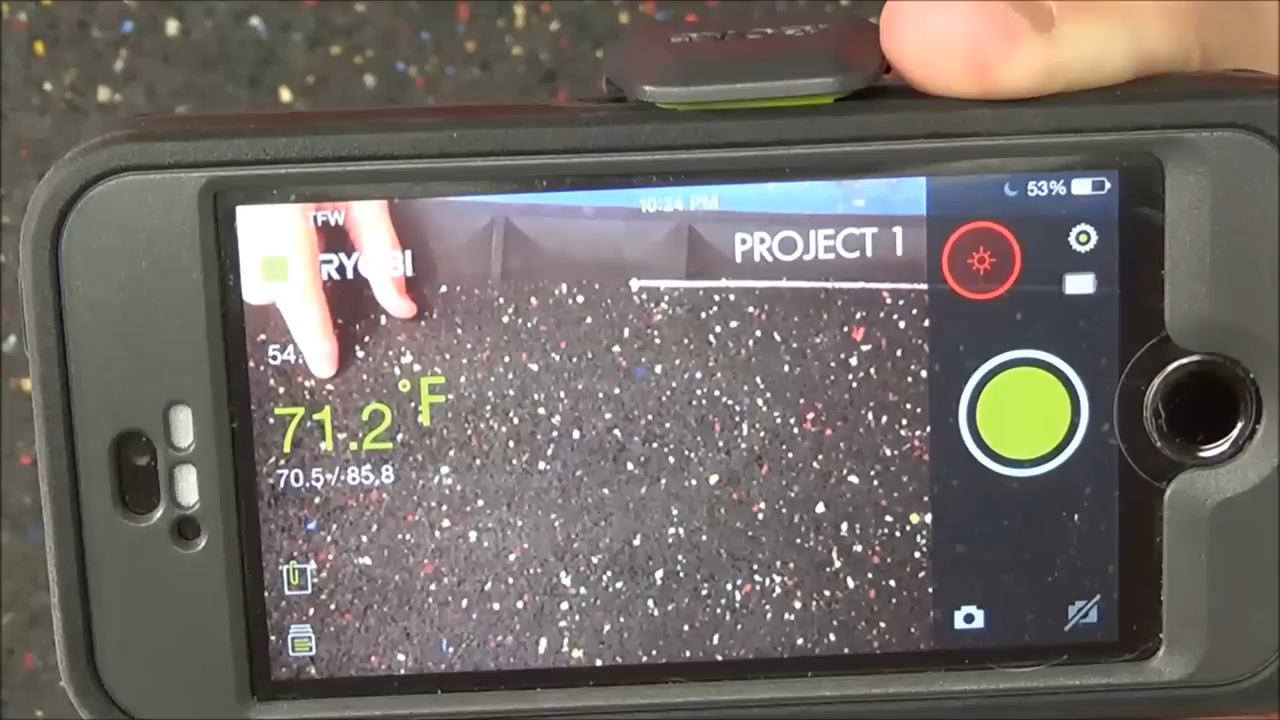 TFW
10:24 PM
53%
RYOBI
PROJECT 1
54.
71.2 °F
70.5 / 85.8